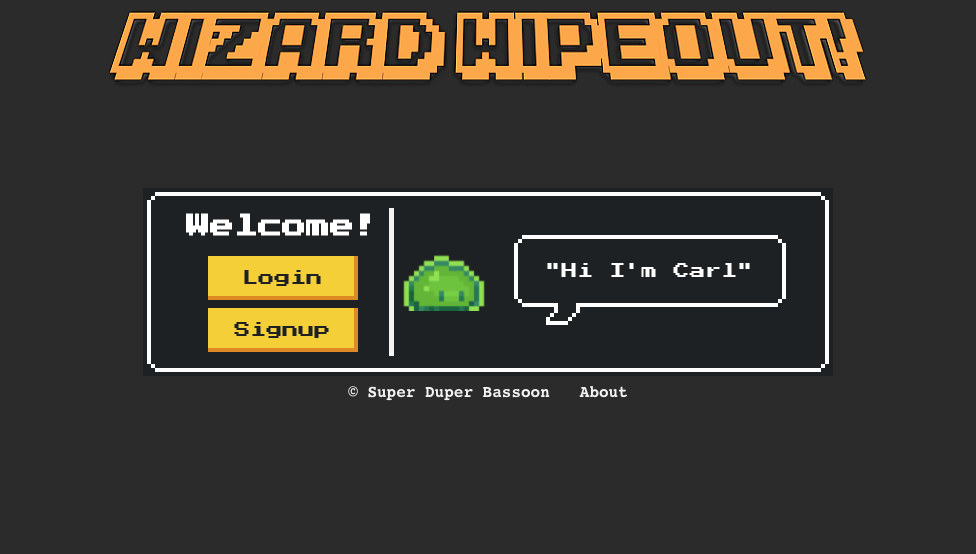 WIZARD WIPEOUT!
Welcome!
Login
Signup
"Hi I'm Carl"
© Super Duper Bassoon About